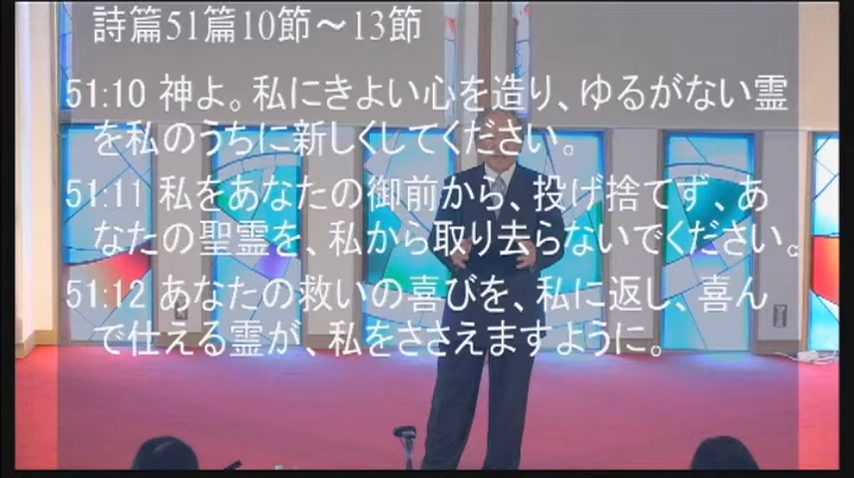 詩篇51篇10節～13節
51:10 神よ。私にきよい心を造り、ゆるがない霊
を私のうちに新しくしてください。
51:11 私をあなたの御前から、投げ捨てず、あ
なたの聖霊を、私から取り去らないでください。
51:12 あなたの救いの喜びを、私に返し、喜ん
で仕える霊が、私をささえますように。